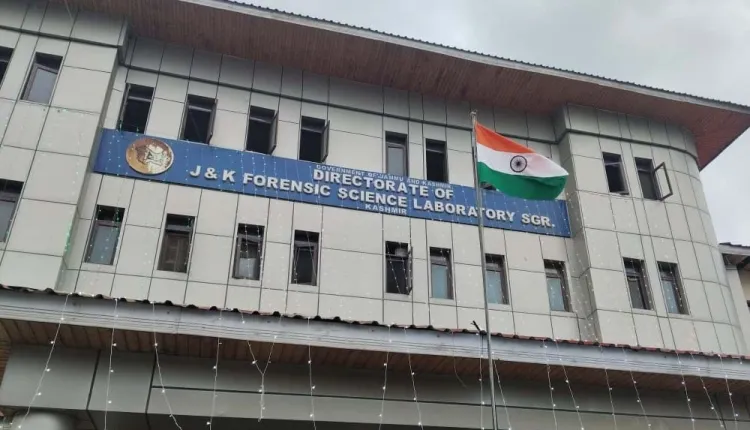 GOVERNMENT OF JAMMU AND KASHMIR
DIRECTORATE OF
J & K FORENSIC SCIENCE LABORATORY SGR.
KASHMIR